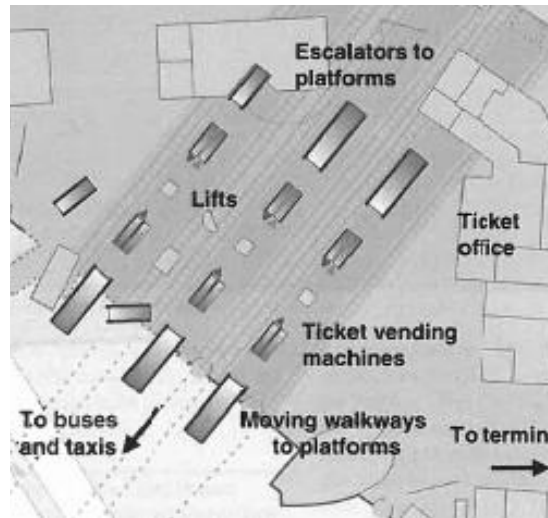 Escalators to
platforms
Lifts
Ticket
office
Ticket vending
machines
To buses
and taxis
Moving walkways
to platforms
To termin